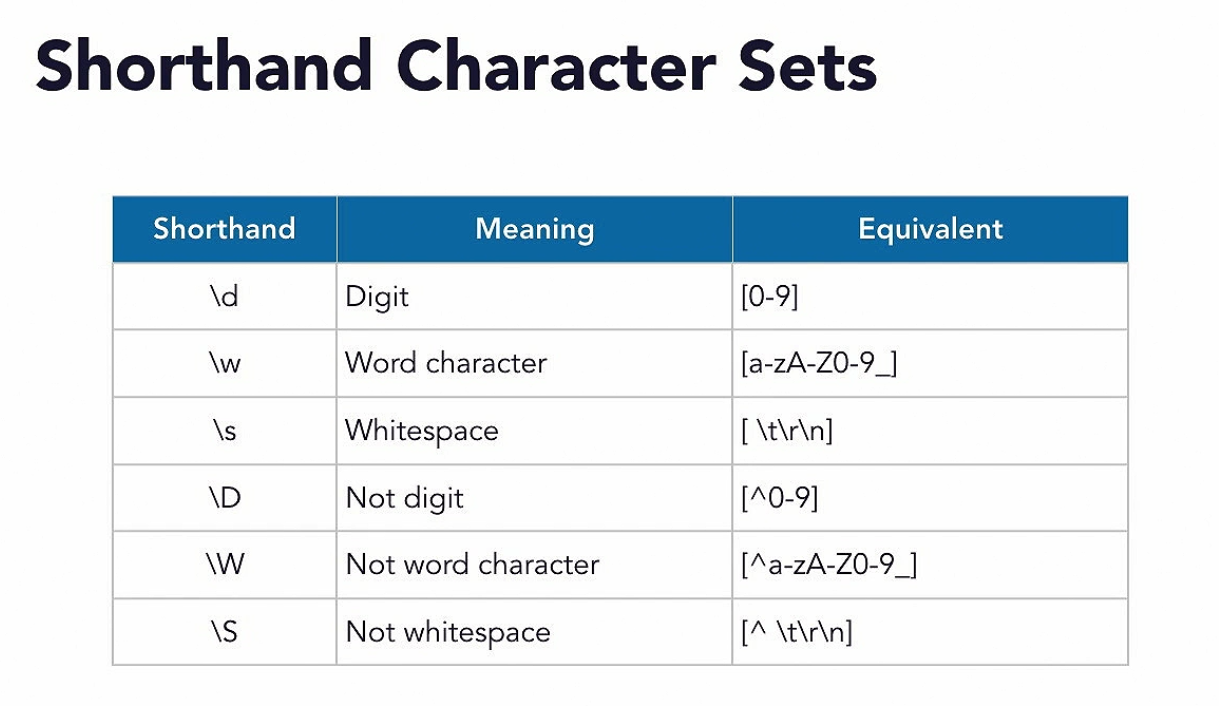 Shorthand Character Sets
Shorthand Meaning Equivalent
\d Digit [0-9]
\w Word character [a-zA-Z0-9_]
\s Whitespace [ \t\r\n]
\D Not digit [^0-9]
\W Not word character [^a-zA-Z0-9_]
\S Not whitespace [^ \t\r\n]